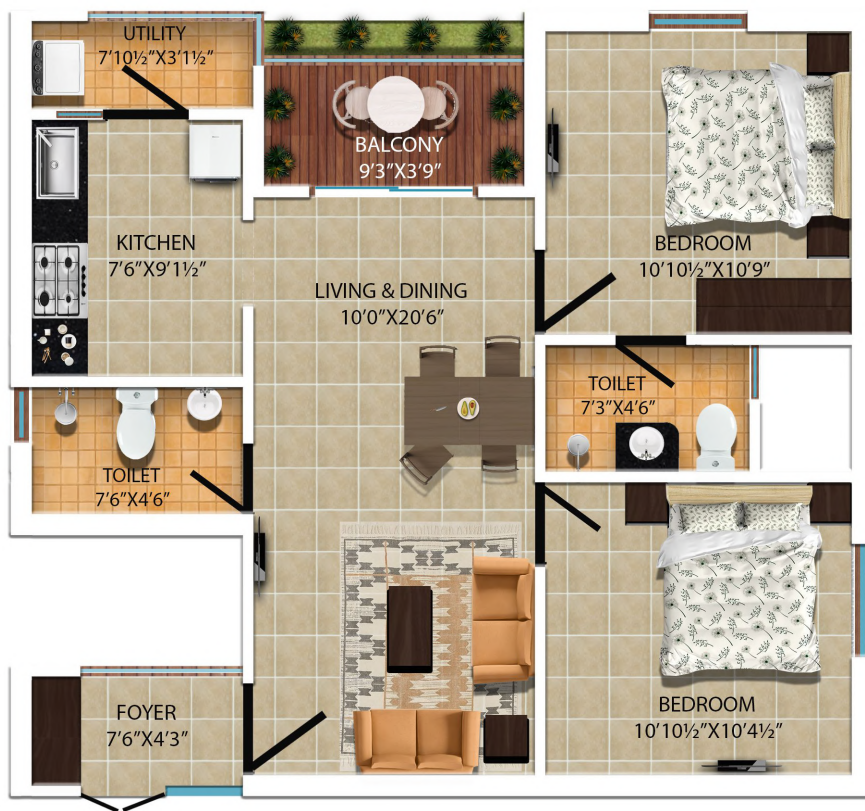 UTILITY
7'10½”X3'1½”
BALCONY
9’3”X3’9”
KITCHEN
7’6”X9’1½”
BEDROOM
10’10½”X10’9”
LIVING & DINING
10’0”X20’6”
TOILET
7’3”X4’6”
TOILET
7’6”X4’6”
FOYER
7’6”X4’3”
BEDROOM
10’10½”X10’4½”